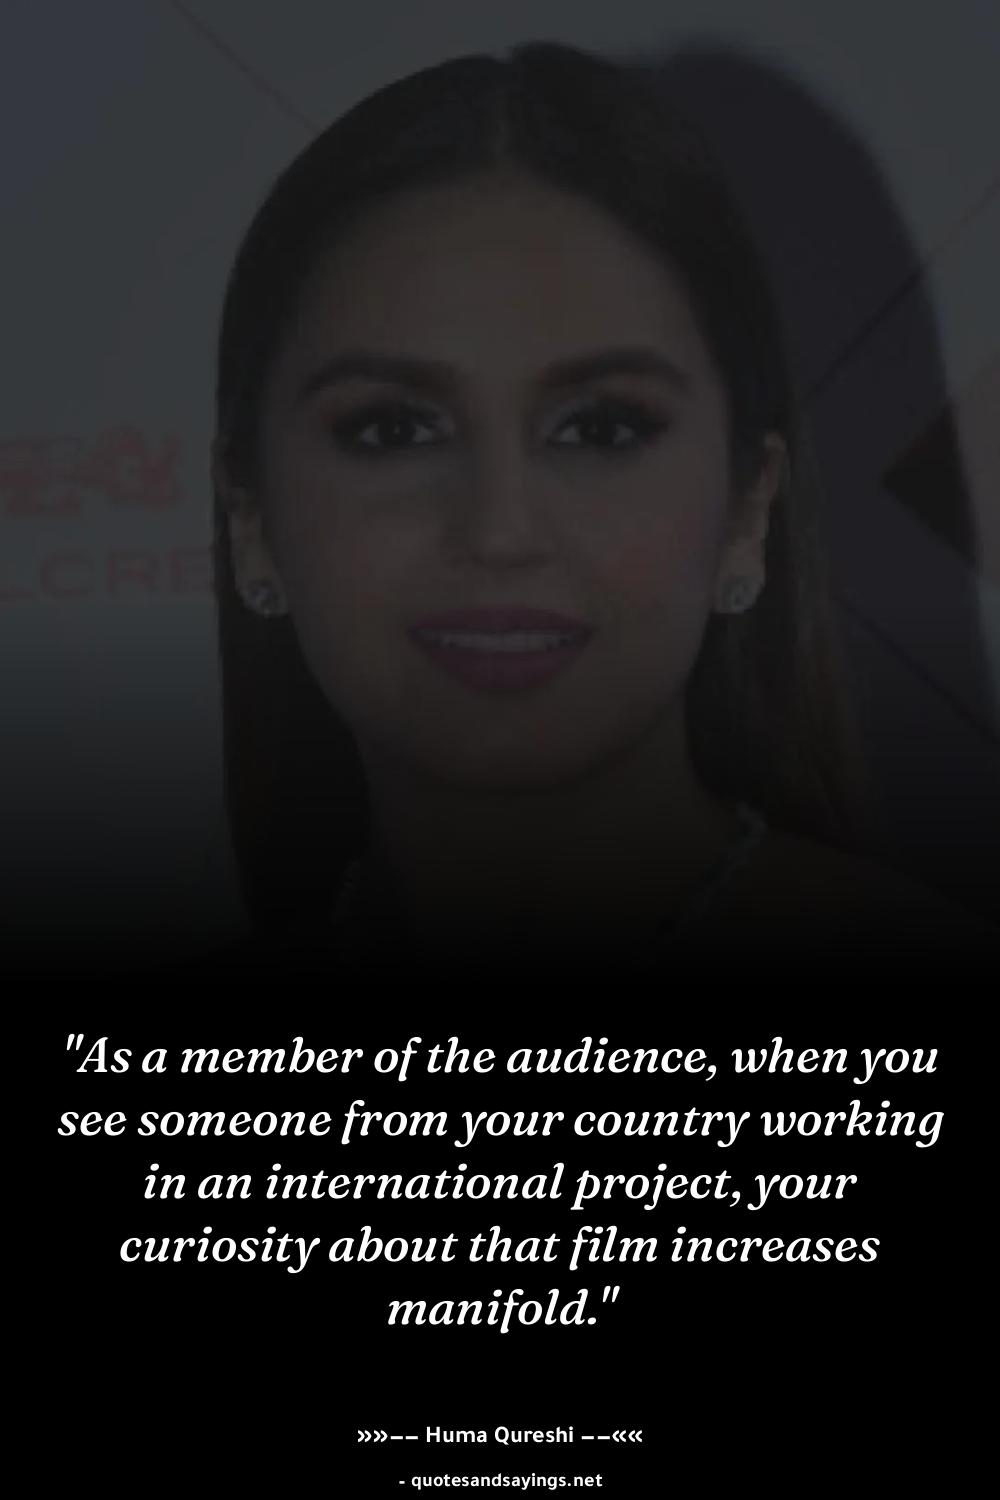 LCRE
"As a member of the audience, when you
see someone from your country working
in an international project, your
curiosity about that film increases
manifold."
»»−− Huma Qureshi −−««
- quotesandsayings.net